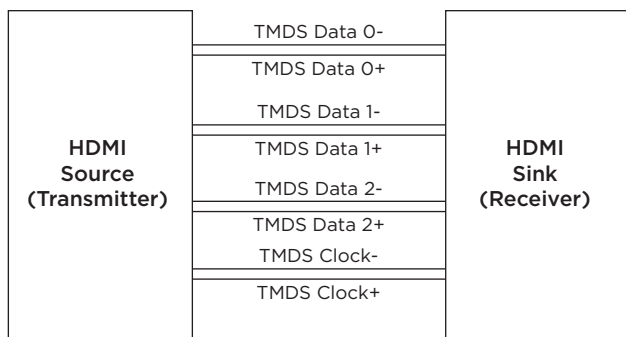 TMDS Data 0-
TMDS Data 0+
TMDS Data 1-
HDMI
Source
(Transmitter)
TMDS Data 1+
HDMI
Sink
(Receiver)
TMDS Data 2-
TMDS Data 2+
TMDS Clock-
TMDS Clock+